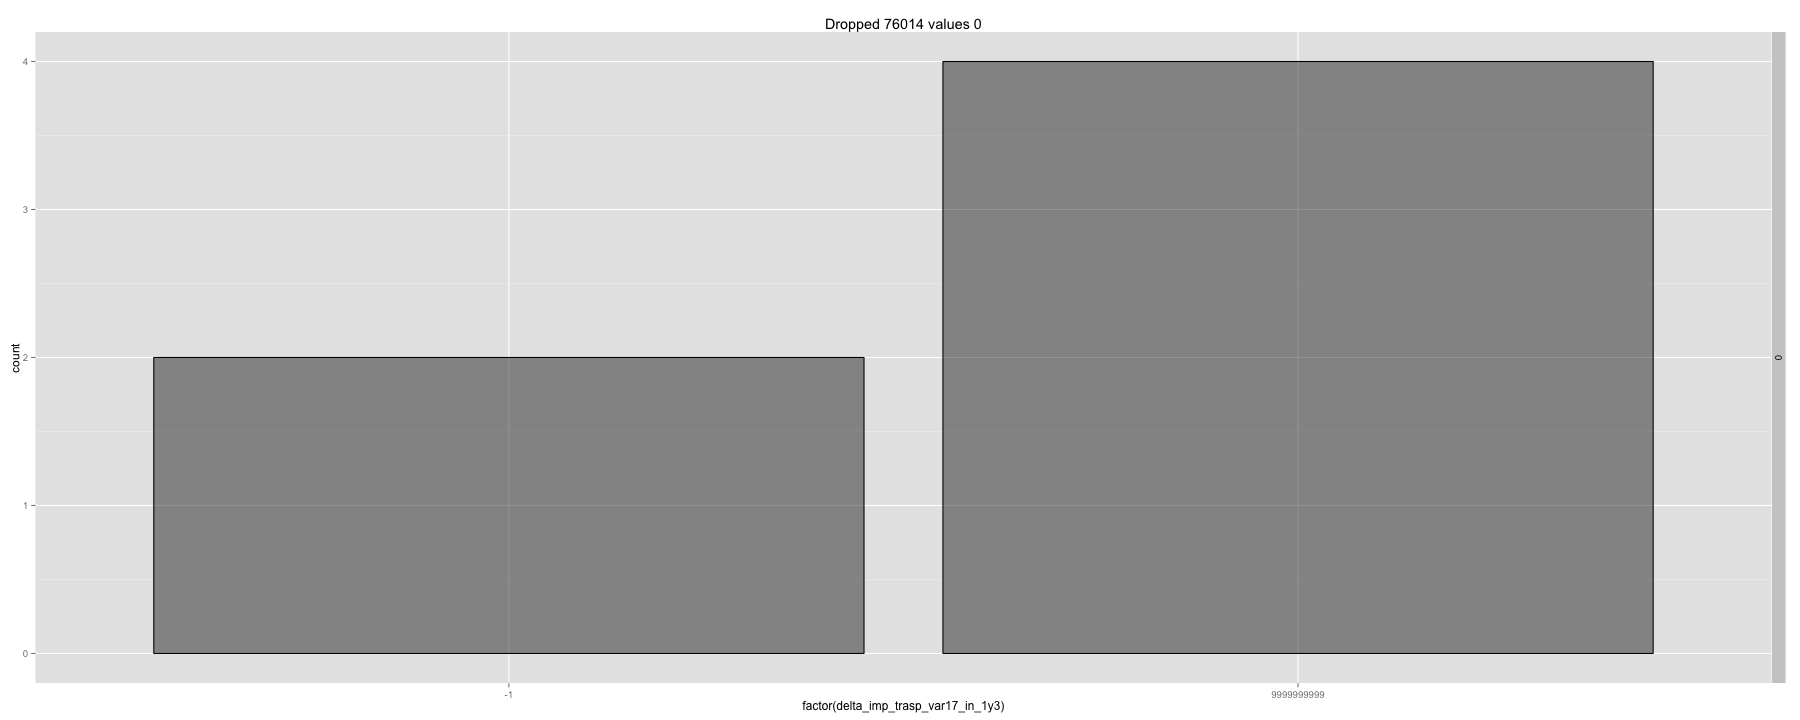 Dropped 76014 values 0
4
3
2
1
0
count
0
-1
9999999999
factor(delta_imp_trasp_var17_in_1y3)